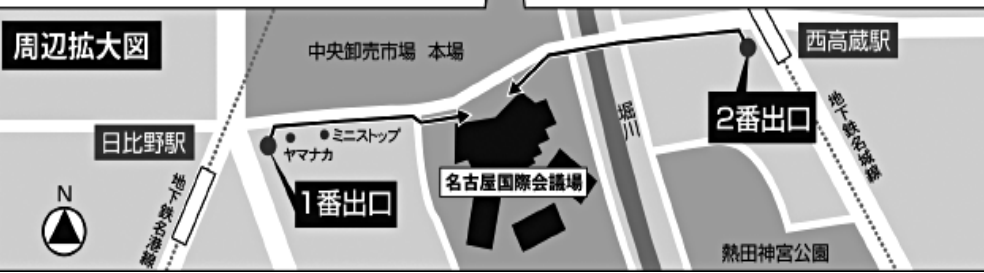 周辺拡大図
中央卸売市場 本場
西高蔵駅
日比野駅
ミニストップ
ヤマナカ
堀川
2番出口
地下鉄名城線
名古屋国際会議場
1番出口
地下鉄名港線
N
熱田神宮公園